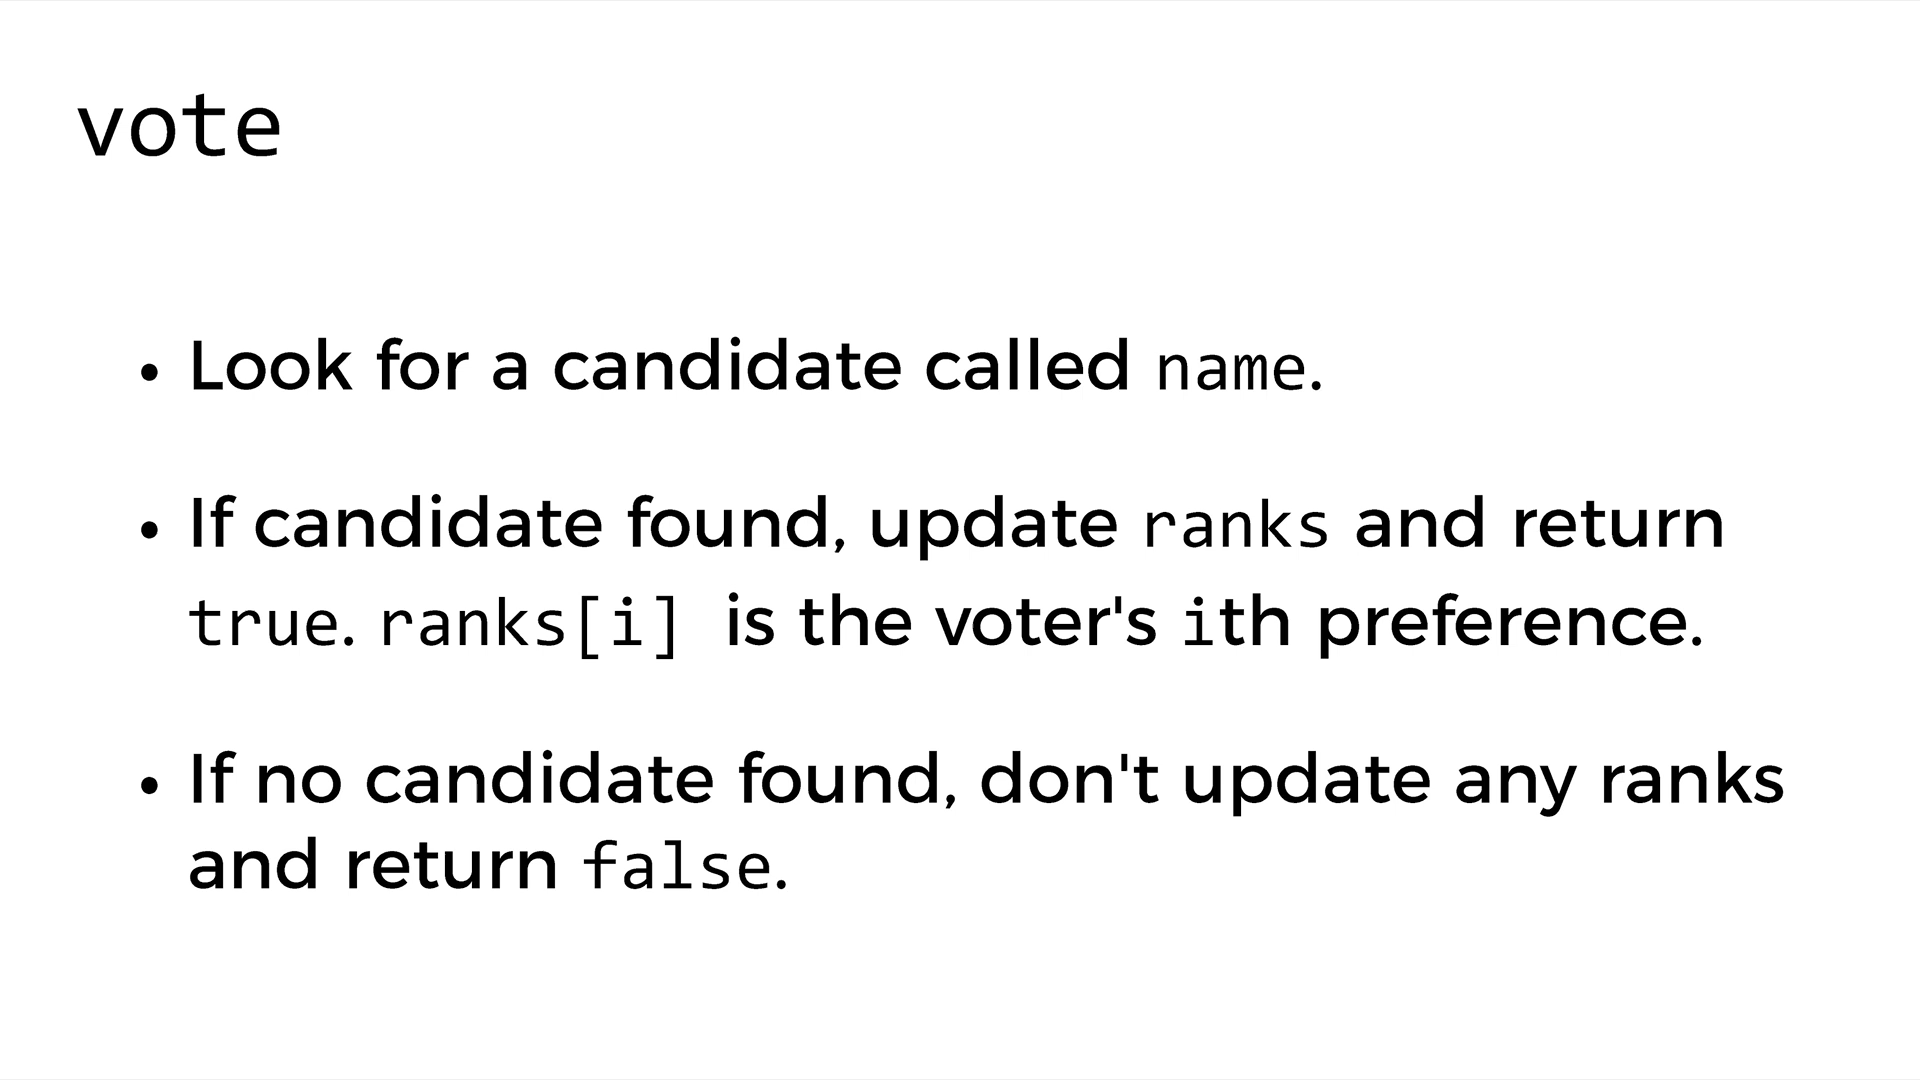 vote
• Look for a candidate called name.
• If candidate found, update ranks and return
true. ranks[i] is the voter's ith preference.
• If no candidate found, don't update any ranks
and return false.